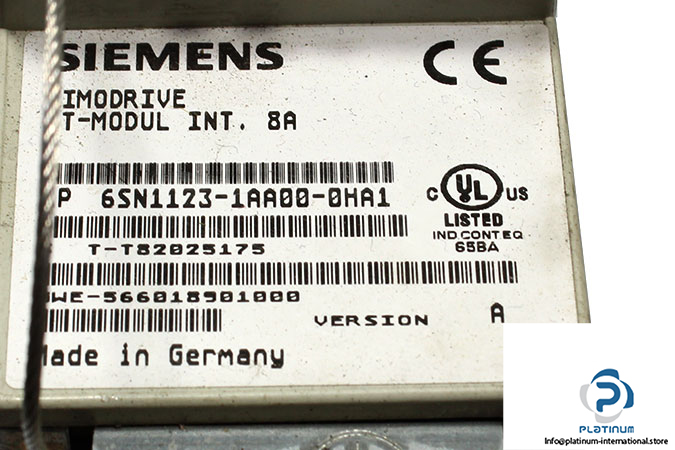 SIEMENS CE
IMODRIVE
T-MODUL INT. 8A
P 6SN1123-1AA00-0HA1
C UL US
LISTED
IND.CONT.EQ
65BA
T-T82025175
WE-566018901000
VERSION A
Made in Germany
P
PLATINUM
Info@platinum-international.store